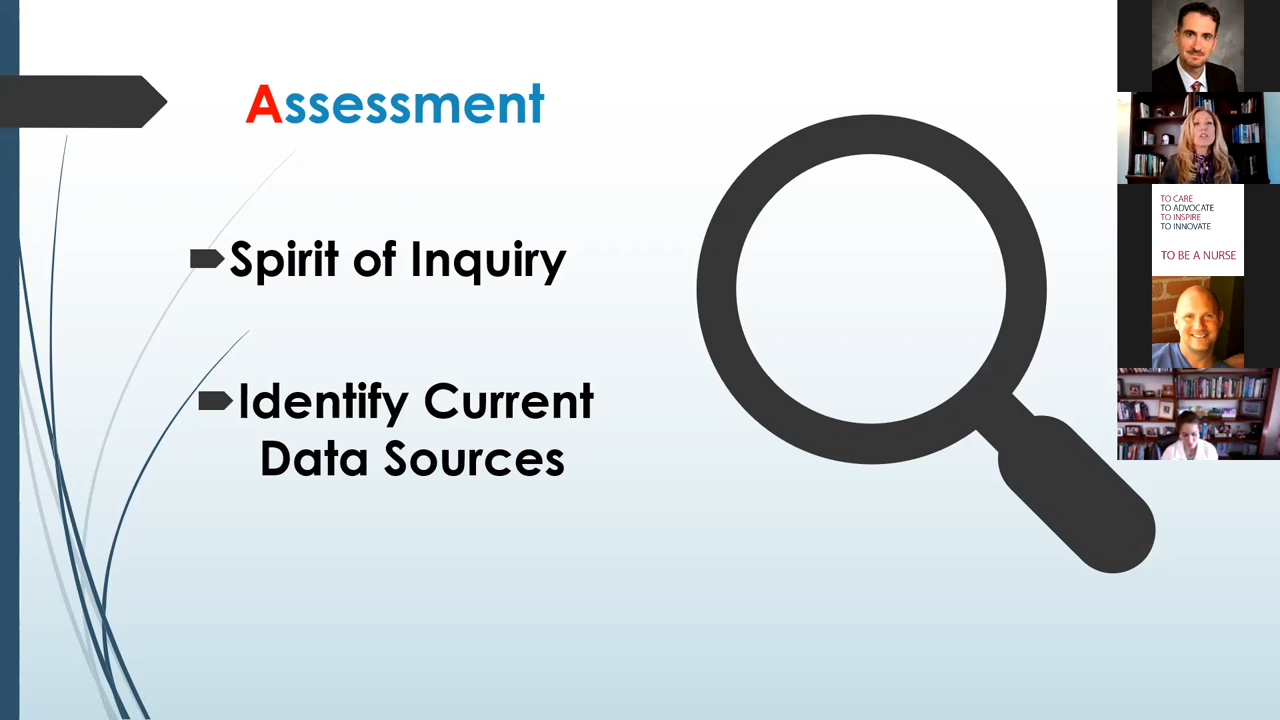 Assessment
Spirit of Inquiry
Identify Current
Data Sources
TO CARE
TO ADVOCATE
TO INSPIRE
TO INNOVATE
TO BE A NURSE